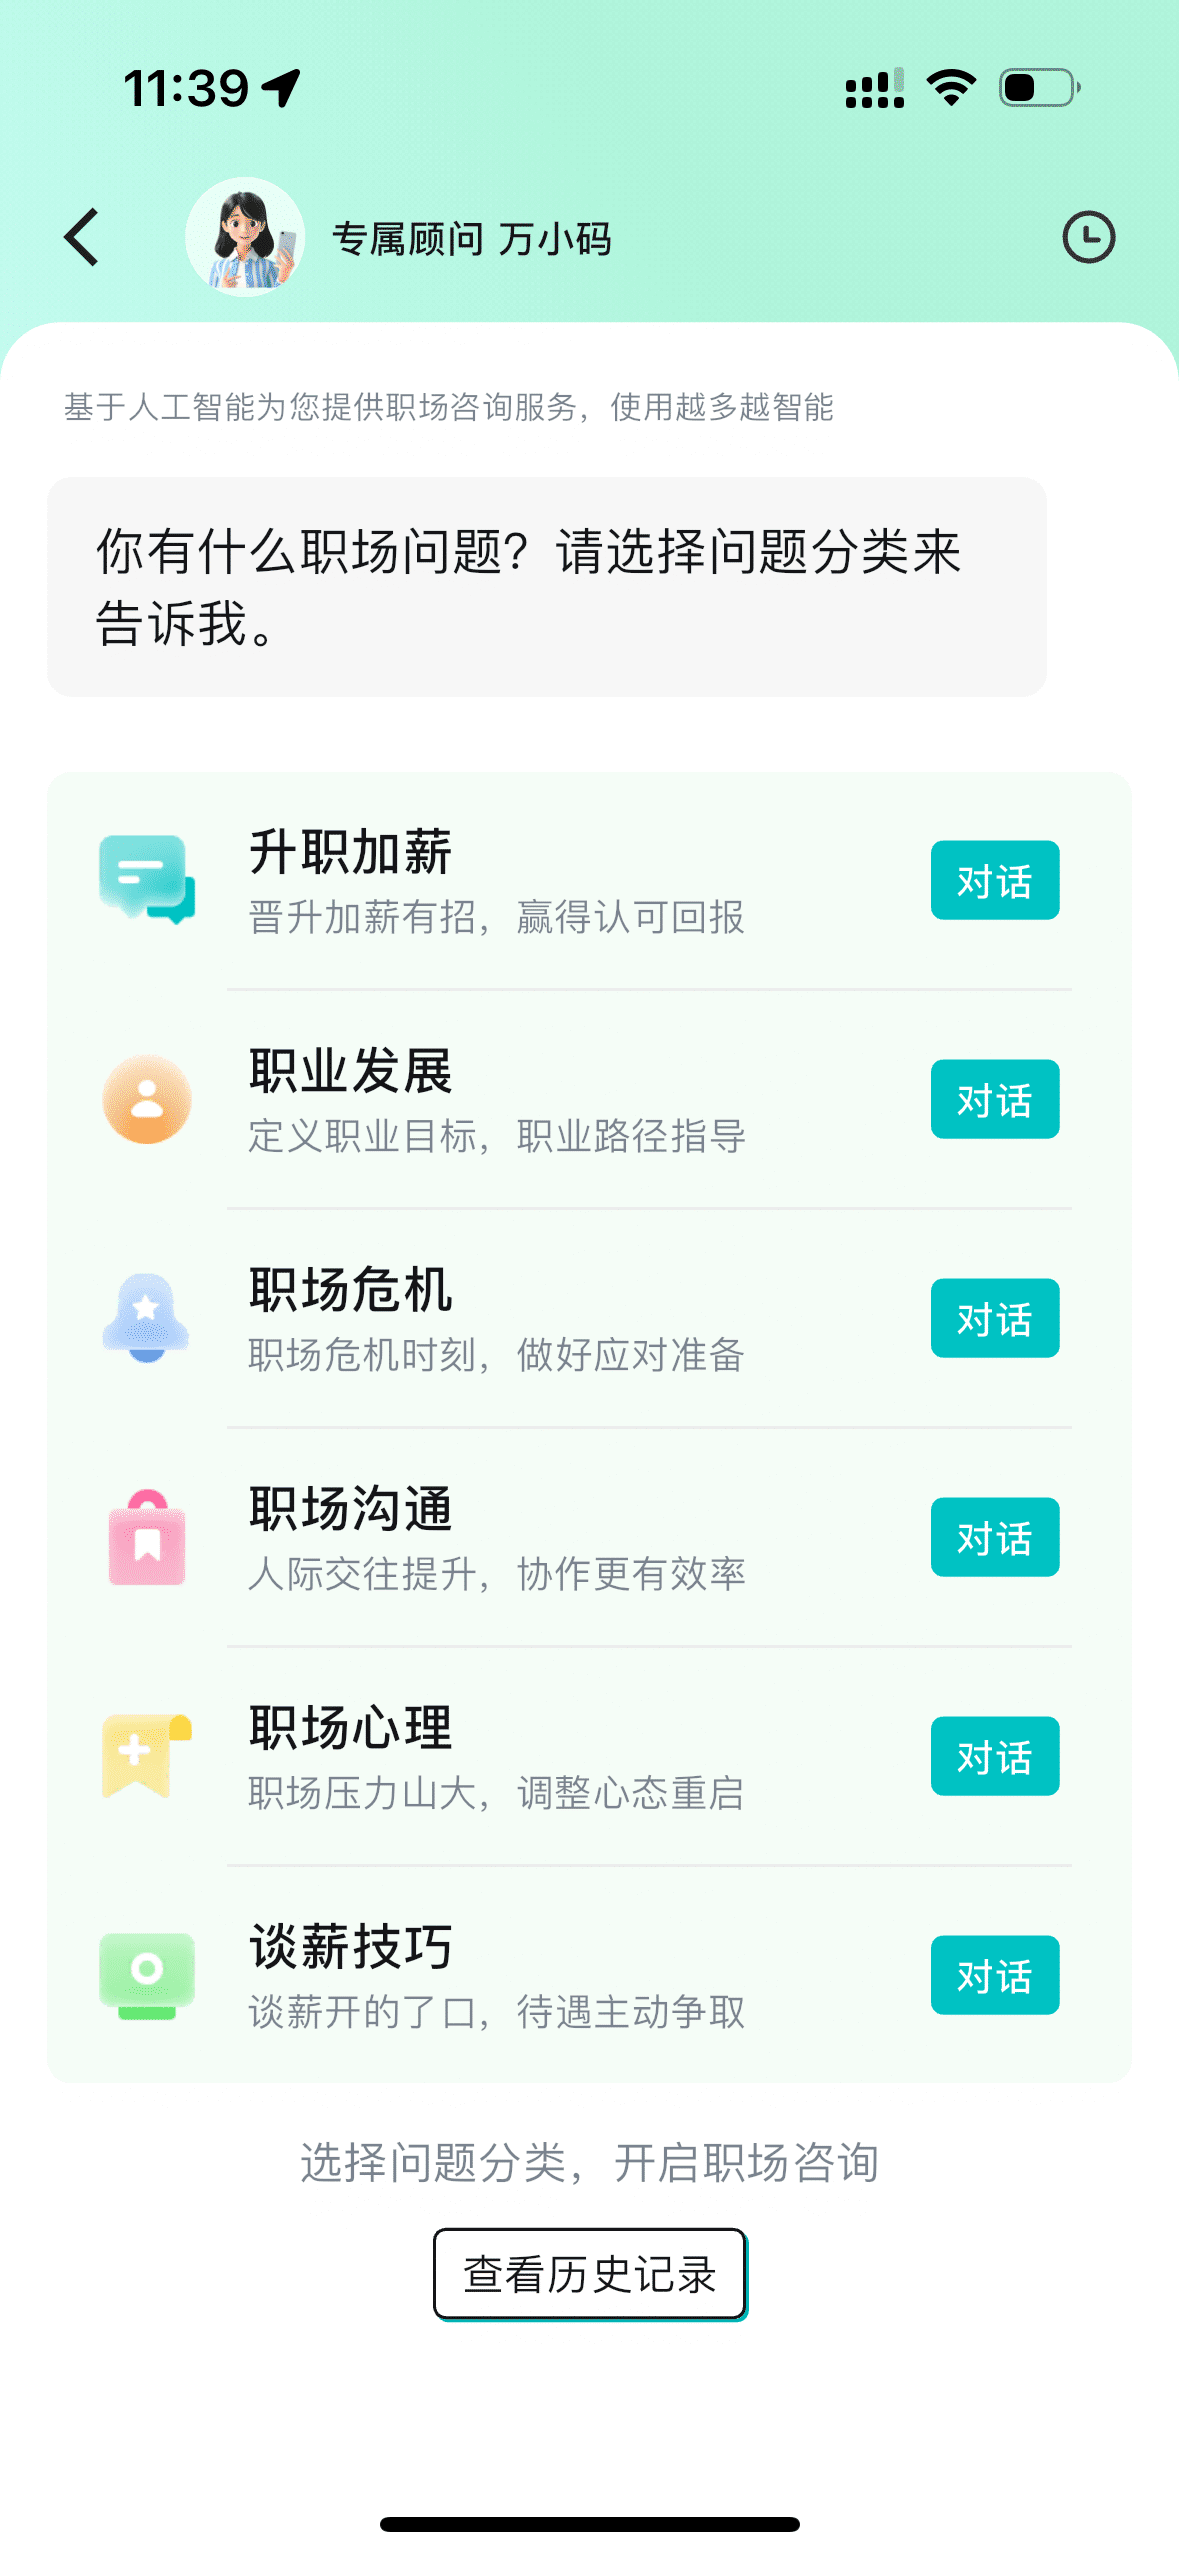 11:39
专属顾问 万小码
基于人工智能为您提供职场咨询服务，使用越多越智能
你有什么职场问题？请选择问题分类来
告诉我。
升职加薪
晋升加薪有招，赢得认可回报
对话
职业发展
定义职业目标，职业路径指导
对话
职场危机
职场危机时刻，做好应对准备
对话
职场沟通
人际交往提升，协作更有效率
对话
职场心理
职场压力山大，调整心态重启
对话
谈薪技巧
谈薪开的了口，待遇主动争取
对话
选择问题分类，开启职场咨询
查看历史记录